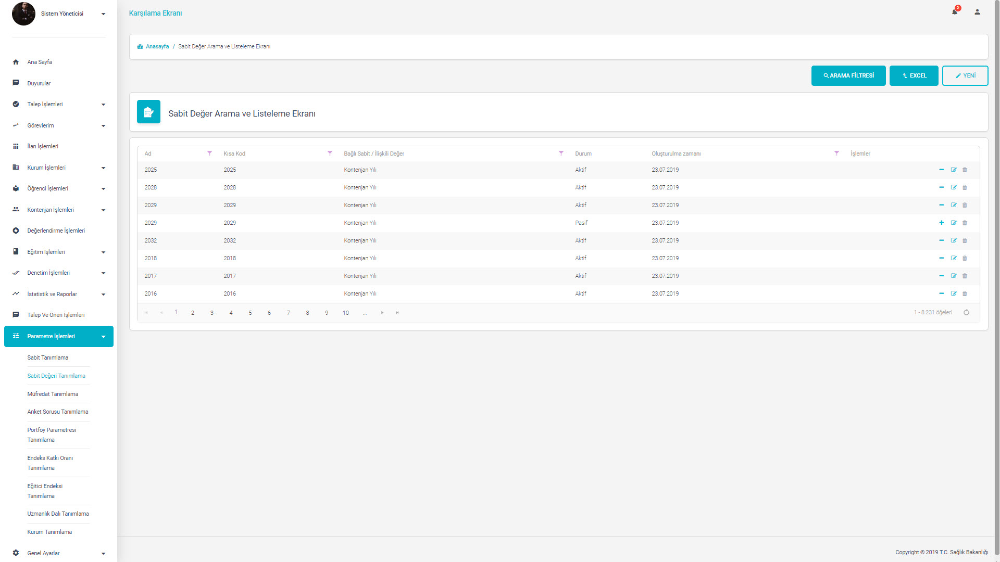 Sistem Yöneticisi
Ana Sayfa
Duyurular
Talep İşlemleri
Görevlerim
İlan İşlemleri
Kurum İşlemleri
Öğrenci İşlemleri
Kontenjan İşlemleri
Değerlendirme İşlemleri
Eğitim İşlemleri
Denetim İşlemleri
İstatistik ve Raporlar
Talep Ve Öneri İşlemleri
Parametre İşlemleri
Sabit Tanımlama
Sabit Değeri Tanımlama
Müfredat Tanımlama
Anket Sorusu Tanımlama
Portföy Parametresi
Tanımlama
Endeks Katkı Oranı
Tanımlama
Eğitici Endeksi
Tanımlama
Uzmanlık Dalı Tanımlama
Kurum Tanımlama
Genel Ayarlar
Karşılama Ekranı
0
Anasayfa / Sabit Değer Arama ve Listeleme Ekranı
ARAMA FİLTRESİ EXCEL YENİ
Sabit Değer Arama ve Listeleme Ekranı
Ad Kısa Kod Bağlı Sabit / İlişkili Değer Durum Oluşturulma zamanı İşlemler
2025 2025 Kontenjan Yılı Aktif 23.07.2019
2028 2028 Kontenjan Yılı Aktif 23.07.2019
2029 2029 Kontenjan Yılı Aktif 23.07.2019
2029 2029 Kontenjan Yılı Pasif 23.07.2019
2032 2032 Kontenjan Yılı Aktif 23.07.2019
2018 2018 Kontenjan Yılı Aktif 23.07.2019
2017 2017 Kontenjan Yılı Aktif 23.07.2019
2016 2016 Kontenjan Yılı Aktif 23.07.2019
1 2 3 4 5 6 7 8 9 10 ... 1 - 8 231 öğeleri
Copyright © 2019 T.C. Sağlık Bakanlığı